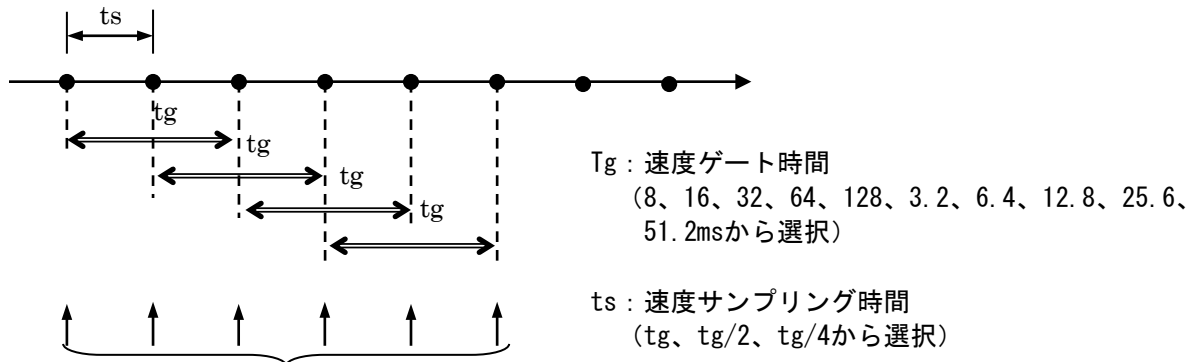 ts
tg
tg
tg
tg
Tg：速度ゲート時間
（8、16、32、64、128、3.2、6.4、12.8、25.6、
51.2msから選択）
ts：速度サンプリング時間
（tg、tg/2、tg/4から選択）